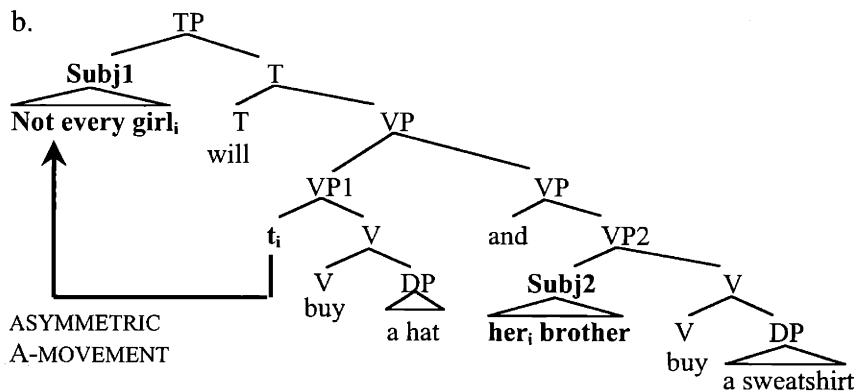 b.
TP
Subj1 T
Not every girlᵢ T VP
will
VP1 VP
tᵢ V and VP2
V DP Subj2 V
buy a hat herᵢ brother V DP
ASYMMETRIC buy a sweatshirt
A-MOVEMENT